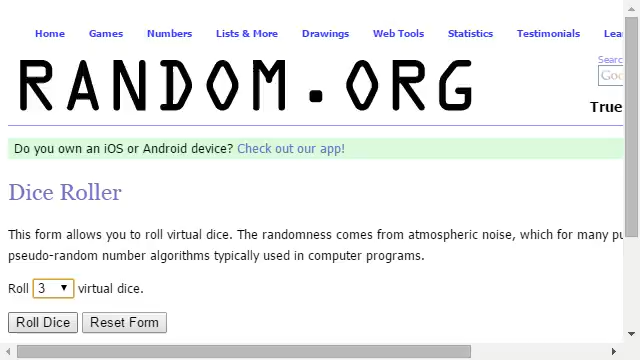 Home Games Numbers Lists & More Drawings Web Tools Statistics Testimonials
RANDOM.ORG
True
Do you own an iOS or Android device? Check out our app!
Dice Roller
This form allows you to roll virtual dice. The randomness comes from atmospheric noise, which for many
pseudo-random number algorithms typically used in computer programs.
Roll 3 virtual dice.
Roll Dice Reset Form